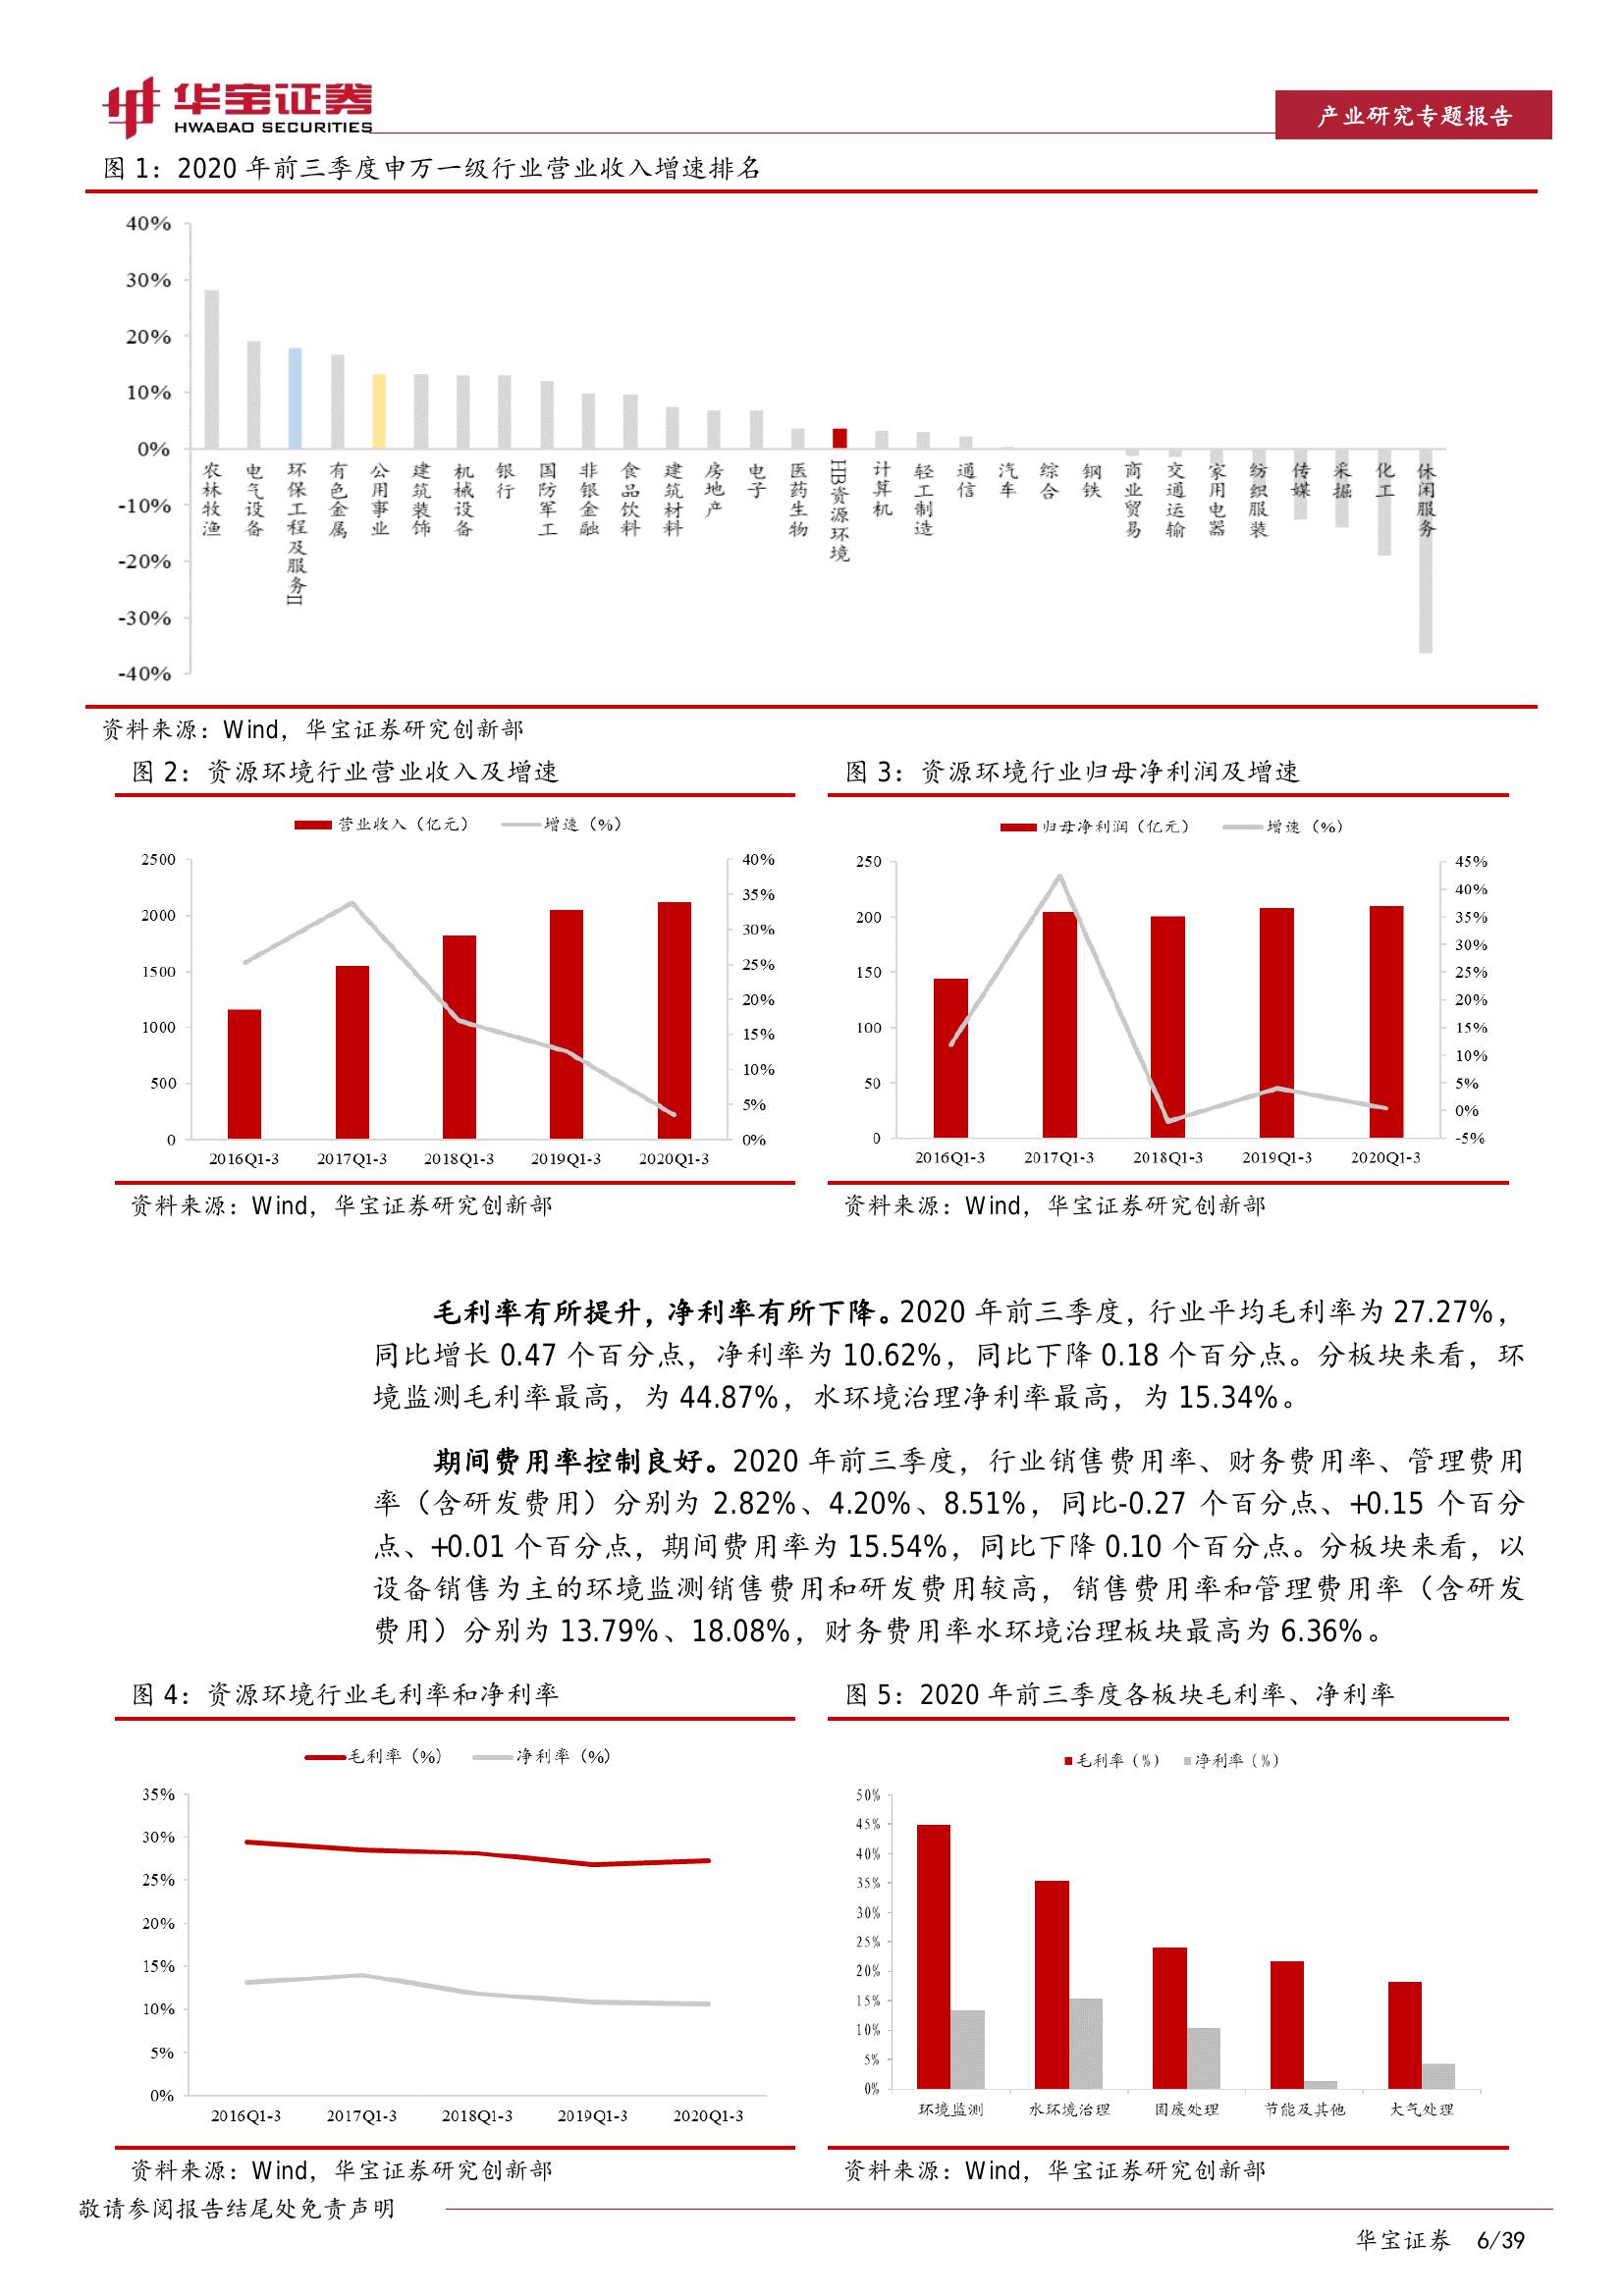 华宝证券
HWABAO SECURITIES
产业研究专题报告
图 1：2020 年前三季度申万一级行业营业收入增速排名
40%
30%
20%
10%
0%
-10%
-20%
-30%
-40%
农林牧渔
电气设备
环保工程及服务II
有色金属
公用事业
建筑装饰
机械设备
银行
国防军工
非银金融
食品饮料
建筑材料
房地产
电子
医药生物
HB资源环境
计算机
轻工制造
通信
汽车
综合
钢铁
商业贸易
交通运输
家用电器
纺织服装
传媒
采掘
化工
休闲服务
资料来源：Wind，华宝证券研究创新部
图 2：资源环境行业营业收入及增速
营业收入（亿元） 增速（%）
2500
2000
1500
1000
500
0
40%
35%
30%
25%
20%
15%
10%
5%
0%
2016Q1-3 2017Q1-3 2018Q1-3 2019Q1-3 2020Q1-3
资料来源：Wind，华宝证券研究创新部
图 3：资源环境行业归母净利润及增速
归母净利润（亿元） 增速（%）
250
200
150
100
50
0
45%
40%
35%
30%
25%
20%
15%
10%
5%
0%
-5%
2016Q1-3 2017Q1-3 2018Q1-3 2019Q1-3 2020Q1-3
资料来源：Wind，华宝证券研究创新部
毛利率有所提升，净利率有所下降。2020 年前三季度，行业平均毛利率为 27.27%，
同比增长 0.47 个百分点，净利率为 10.62%，同比下降 0.18 个百分点。分板块来看，环
境监测毛利率最高，为 44.87%，水环境治理净利率最高，为 15.34%。
期间费用率控制良好。2020 年前三季度，行业销售费用率、财务费用率、管理费用
率（含研发费用）分别为 2.82%、4.20%、8.51%，同比-0.27 个百分点、+0.15 个百分
点、+0.01 个百分点，期间费用率为 15.54%，同比下降 0.10 个百分点。分板块来看，以
设备销售为主的环境监测销售费用和研发费用较高，销售费用率和管理费用率（含研发
费用）分别为 13.79%、18.08%，财务费用率水环境治理板块最高为 6.36%。
图 4：资源环境行业毛利率和净利率
毛利率（%） 净利率（%）
35%
30%
25%
20%
15%
10%
5%
0%
2016Q1-3 2017Q1-3 2018Q1-3 2019Q1-3 2020Q1-3
资料来源：Wind，华宝证券研究创新部
图 5：2020 年前三季度各板块毛利率、净利率
毛利率（%） 净利率（%）
50%
45%
40%
35%
30%
25%
20%
15%
10%
5%
0%
环境监测 水环境治理 固废处理 节能及其他 大气处理
资料来源：Wind，华宝证券研究创新部
敬请参阅报告结尾处免责声明
华宝证券 6/39